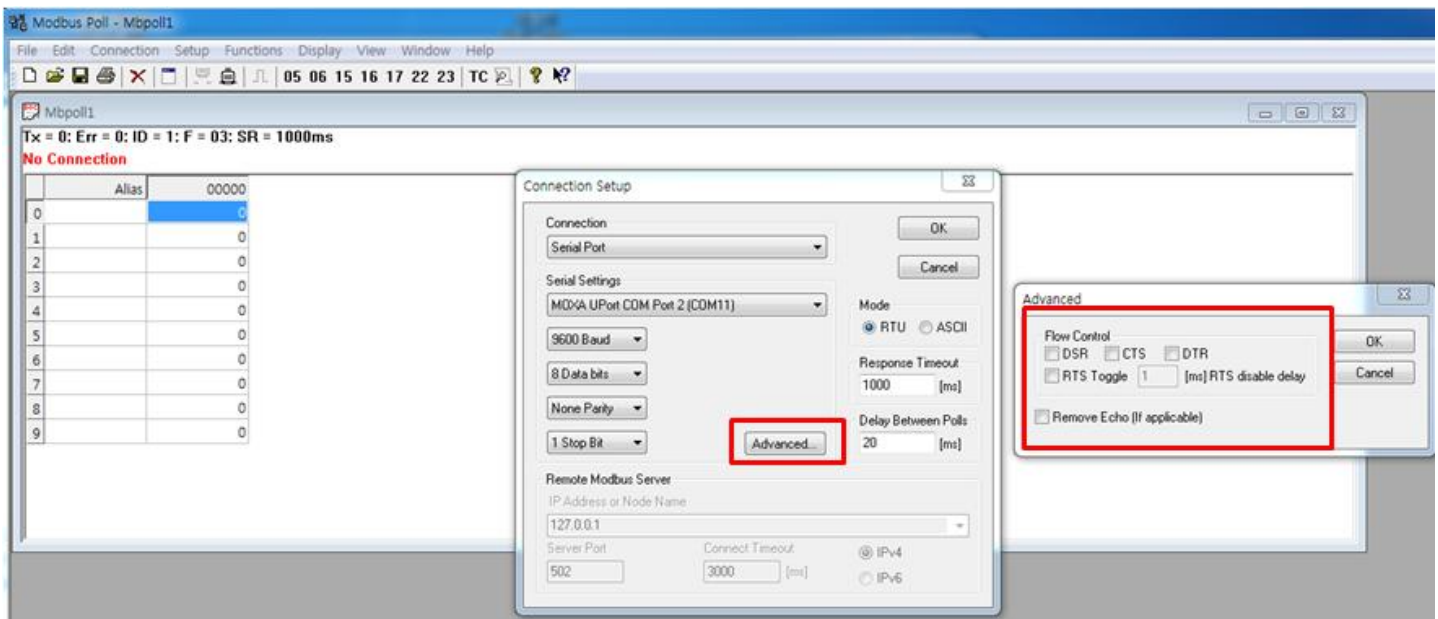 Modbus Poll - Mbpoll1
File Edit Connection Setup Functions Display View Window Help
05 06 15 16 17 22 23 TC
Mbpoll1
Tx = 0: Err = 0: ID = 1: F = 03: SR = 1000ms
No Connection
Alias 00000
0 0
1 0
2 0
3 0
4 0
5 0
6 0
7 0
8 0
9 0
Connection Setup
Connection
Serial Port
OK
Cancel
Serial Settings
MOXA UPort COM Port 2 (COM11)
9600 Baud
8 Data bits
None Parity
1 Stop Bit
Advanced...
Mode
RTU ASCII
Response Timeout
1000 [ms]
Delay Between Polls
20 [ms]
Remote Modbus Server
IP Address or Node Name
127.0.0.1
Server Port Connect Timeout
502 3000 [ms]
IPv4
IPv6
Advanced
Flow Control
DSR CTS DTR
RTS Toggle 1 [ms] RTS disable delay
Remove Echo (If applicable)
OK
Cancel